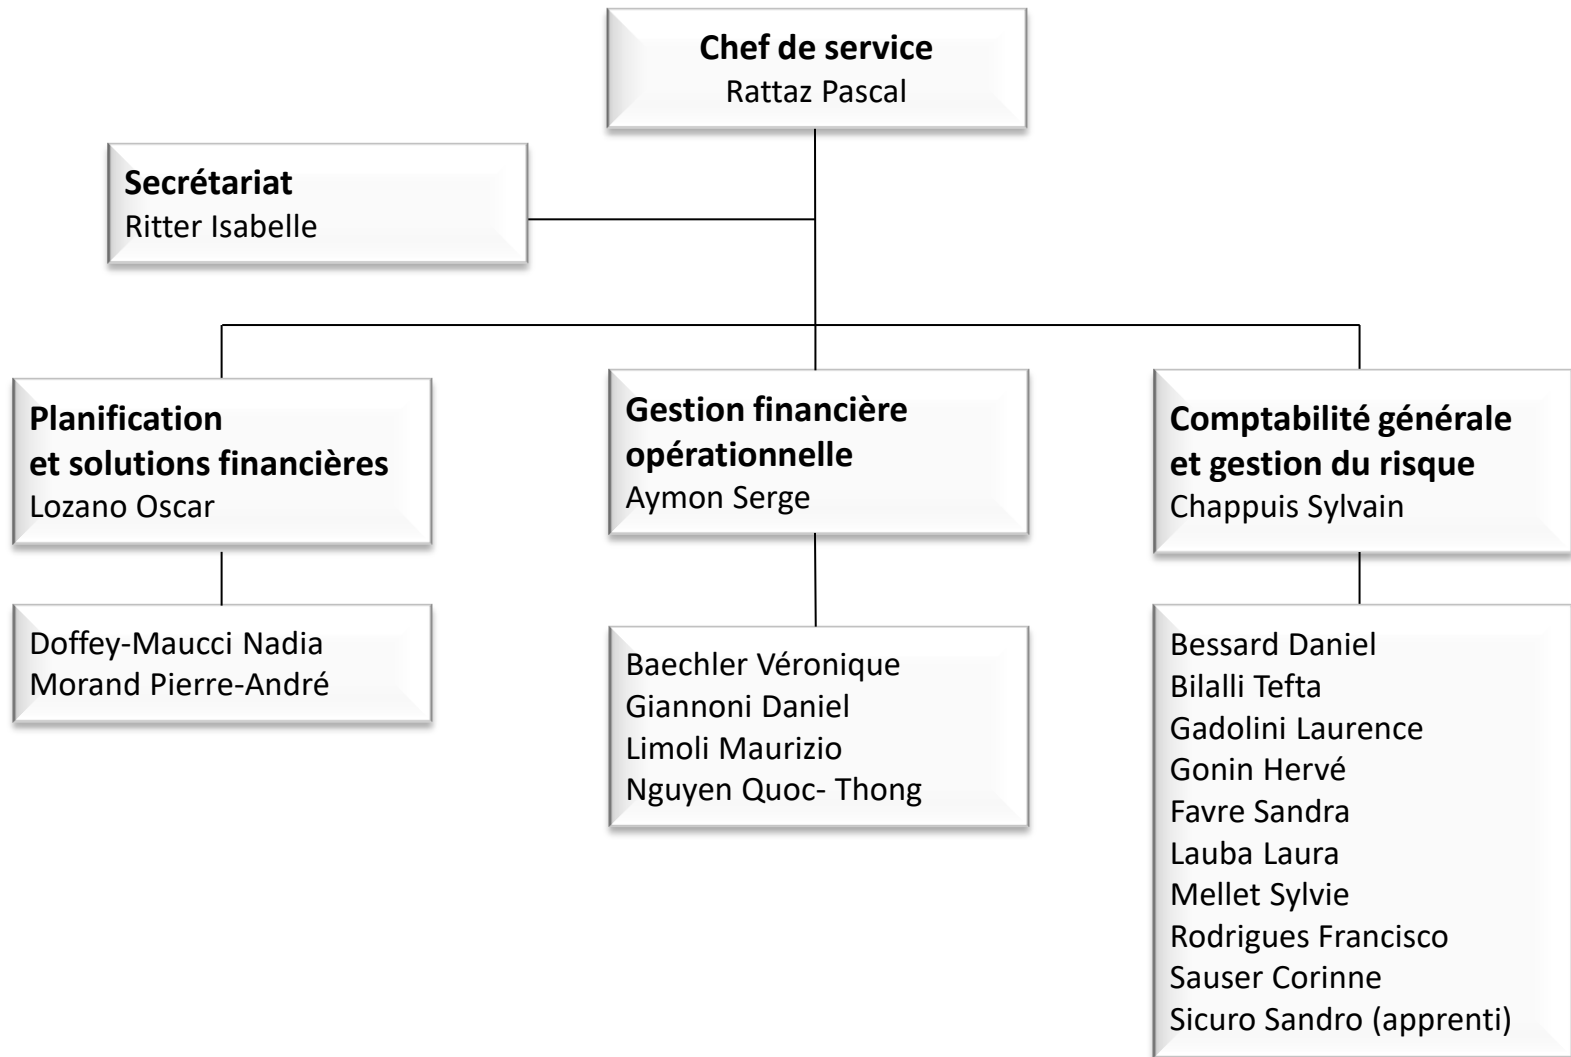 Chef de service
Rattaz Pascal
Secrétariat
Ritter Isabelle
Planification
et solutions financières
Lozano Oscar
Gestion financière
opérationnelle
Aymon Serge
Comptabilité générale
et gestion du risque
Chappuis Sylvain
Doffey-Maucci Nadia
Morand Pierre-André
Baechler Véronique
Giannoni Daniel
Limoli Maurizio
Nguyen Quoc- Thong
Bessard Daniel
Bilalli Tefta
Gadolini Laurence
Gonin Hervé
Favre Sandra
Lauba Laura
Mellet Sylvie
Rodrigues Francisco
Sauser Corinne
Sicuro Sandro (apprenti)